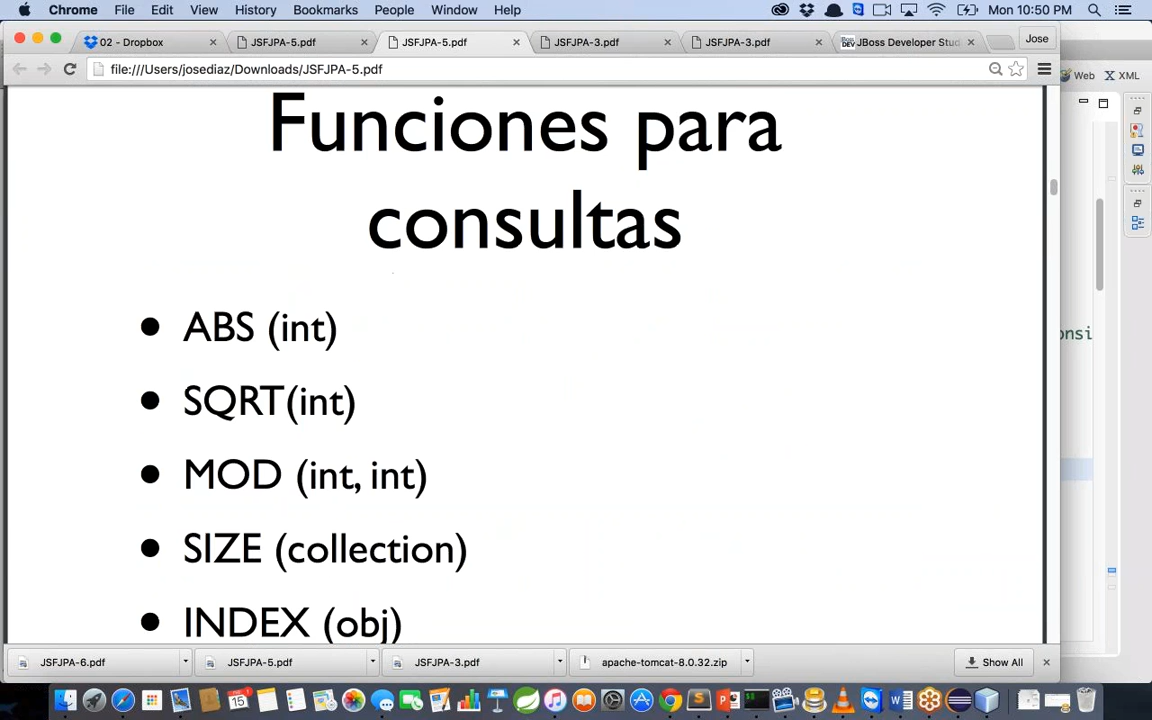 Chrome File Edit View History Bookmarks People Window Help Mon 10:50 PM
02 - Dropbox × JSFJPA-5.pdf × JSFJPA-5.pdf × JSFJPA-3.pdf × JSFJPA-3.pdf × JBoss Developer Stud × Jose
file:///Users/josediaz/Downloads/JSFJPA-5.pdf
Web XML
Funciones para
consultas
• ABS (int)
onsi
• SQRT(int)
• MOD (int, int)
• SIZE (collection)
• INDEX (obj)
JSFJPA-6.pdf JSFJPA-5.pdf JSFJPA-3.pdf apache-tomcat-8.0.32.zip Show All ×